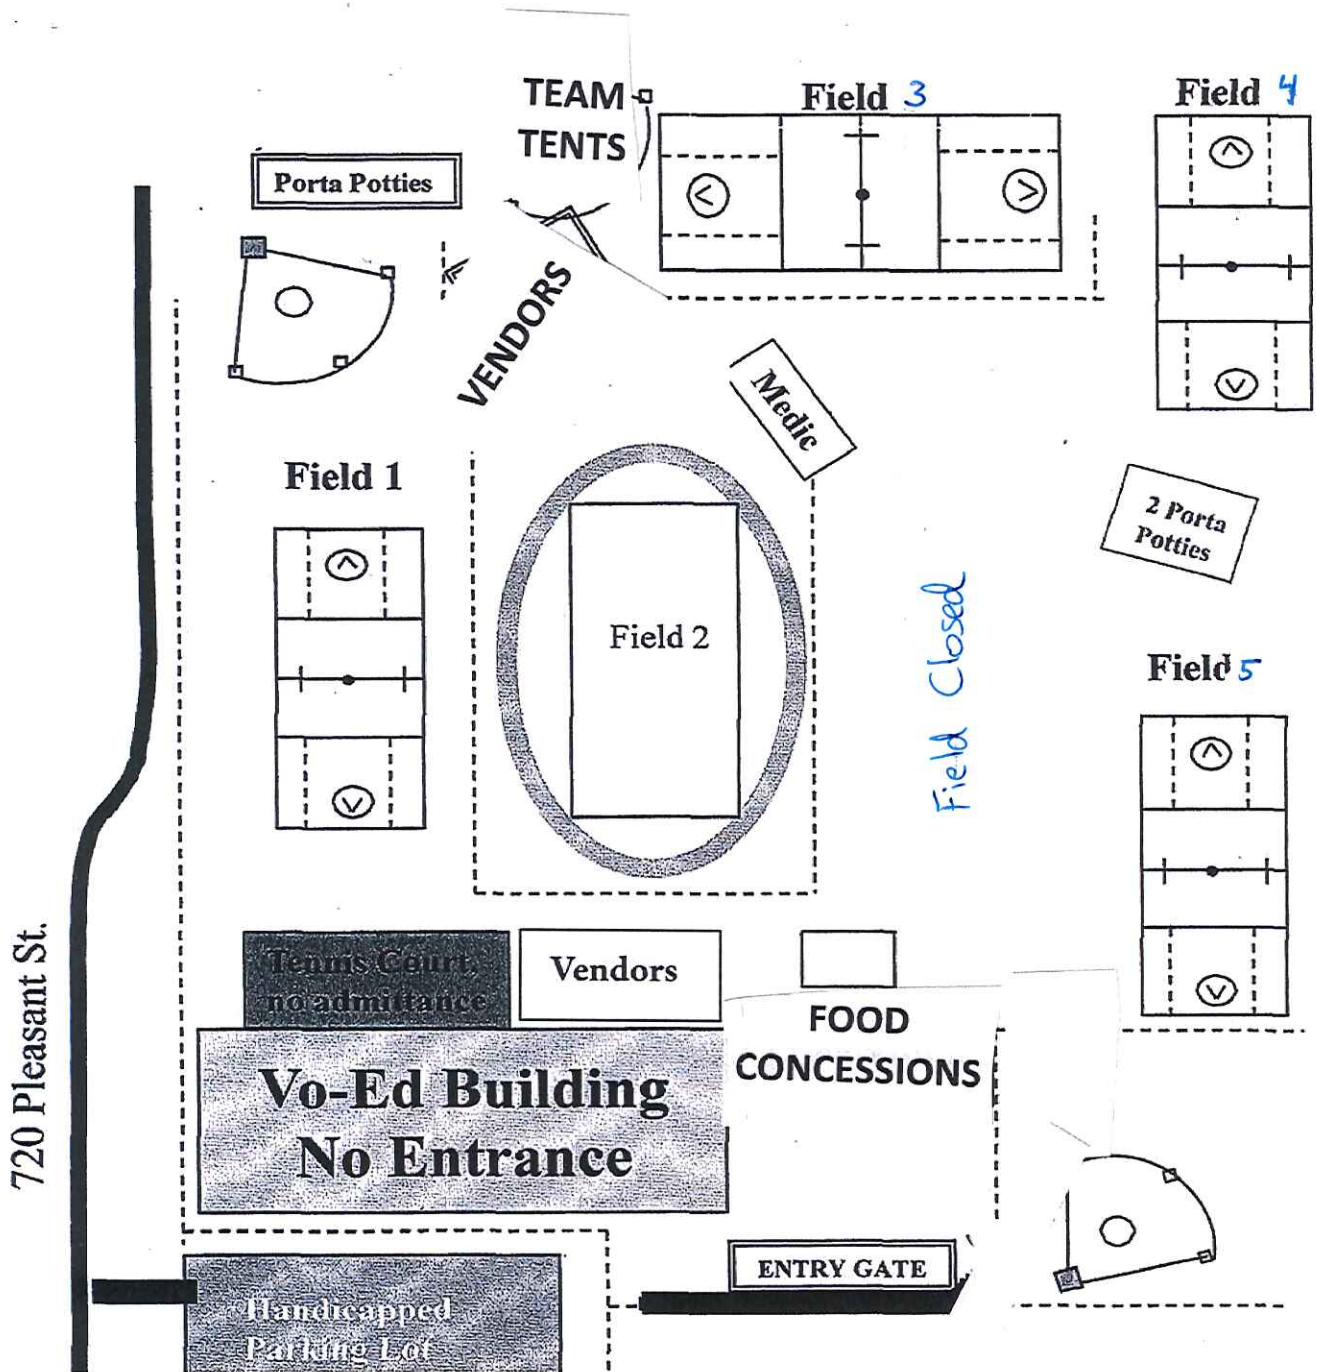 TEAM
TENTS
Field 3
Field 4
Porta Potties
VENDORS
Medic
Field 1
2 Porta
Potties
Field 2
Field Closed
Field 5
720 Pleasant St.
Tennis Court,
no admittance
Vendors
FOOD
CONCESSIONS
Vo-Ed Building
No Entrance
ENTRY GATE
Handicapped
Parking Lot